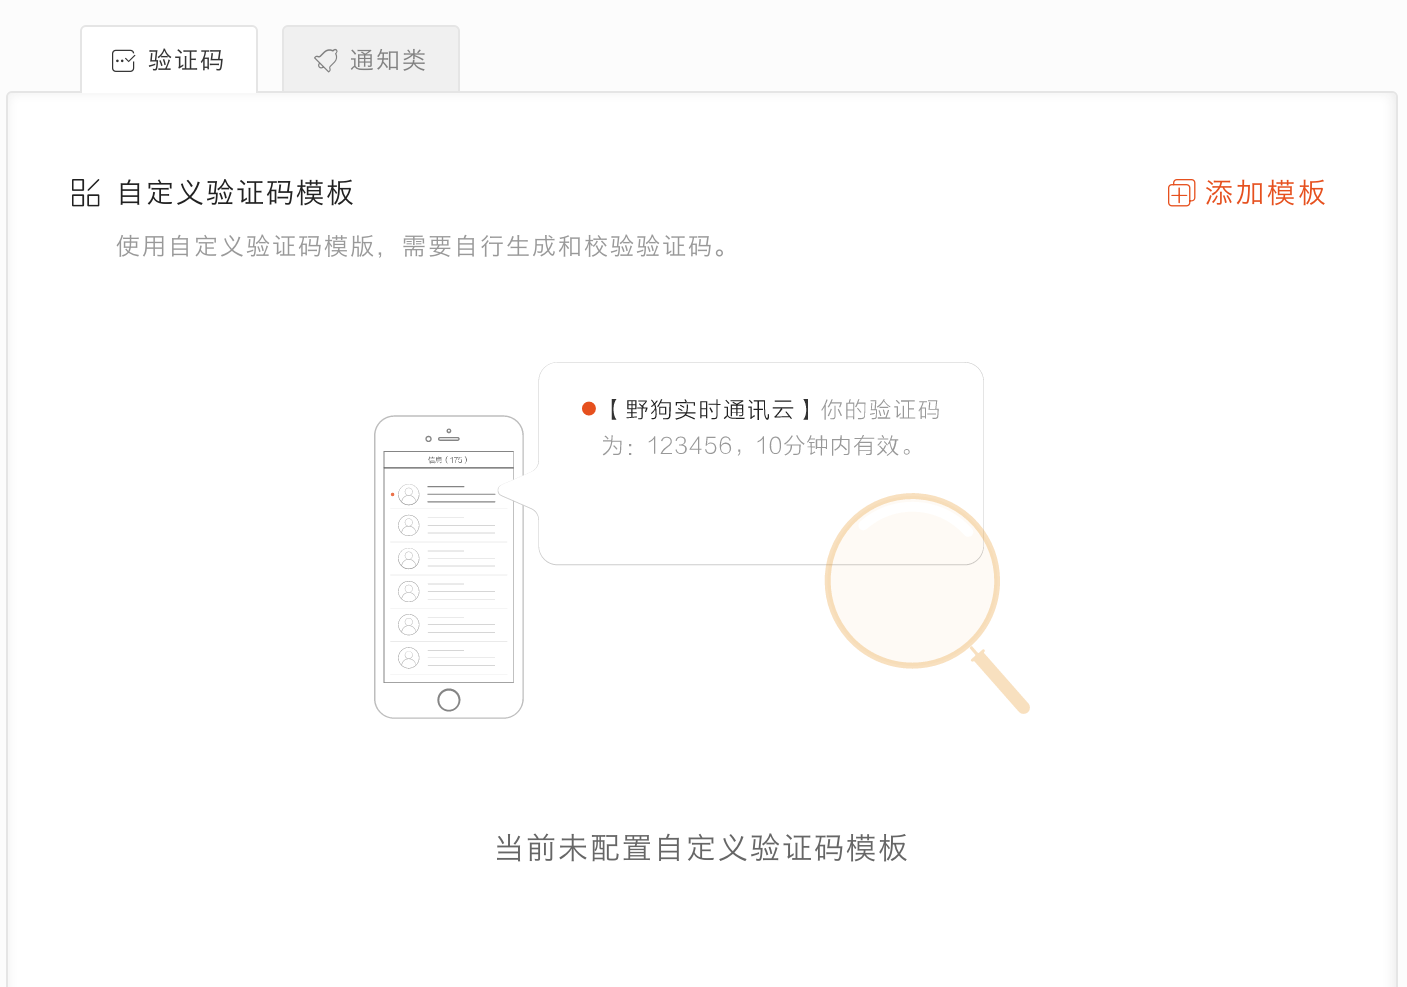 验证码
通知类
自定义验证码模板
添加模板
使用自定义验证码模版，需要自行生成和校验验证码。
【野狗实时通讯云】你的验证码
为：123456，10分钟内有效。
信息（175）
当前未配置自定义验证码模板